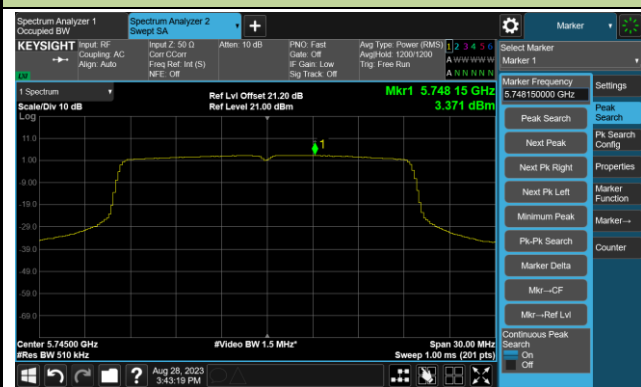 Spectrum Analyzer 1
Occupied BW
Spectrum Analyzer 2
Swept SA
Marker
KEYSIGHT
Input: RF
Coupling: AC
Align: Auto
Input Z: 50 Ω
Corr CCorr
Freq Ref: Int (S)
NFE: Off
Atten: 10 dB
PNO: Fast
Gate: Off
IF Gain: Low
Sig Track: Off
Avg Type: Power (RMS)
Avg|Hold: 1200/1200
Trig: Free Run
1 2 3 4 5 6
A W W W W W
A N N N N N
LW
1 Spectrum
Scale/Div 10 dB
Log
Ref Lvl Offset 21.20 dB
Ref Level 21.00 dBm
Mkr1 5.748 15 GHz
3.371 dBm
11.0
1.00
-9.00
-19.0
-29.0
-39.0
-49.0
-59.0
-69.0
1
Center 5.74500 GHz
#Res BW 510 kHz
#Video BW 1.5 MHz*
Span 30.00 MHz
Sweep 1.00 ms (201 pts)
Select Marker
Marker 1
Marker Frequency
5.748150000 GHz
Peak Search
Next Peak
Next Pk Right
Next Pk Left
Minimum Peak
Pk-Pk Search
Marker Delta
Mkr→CF
Mkr→Ref Lvl
Continuous Peak
Search
On
Off
Settings
Peak
Search
Pk Search
Config
Properties
Marker
Function
Marker→
Counter
Aug 28, 2023
3:43:19 PM